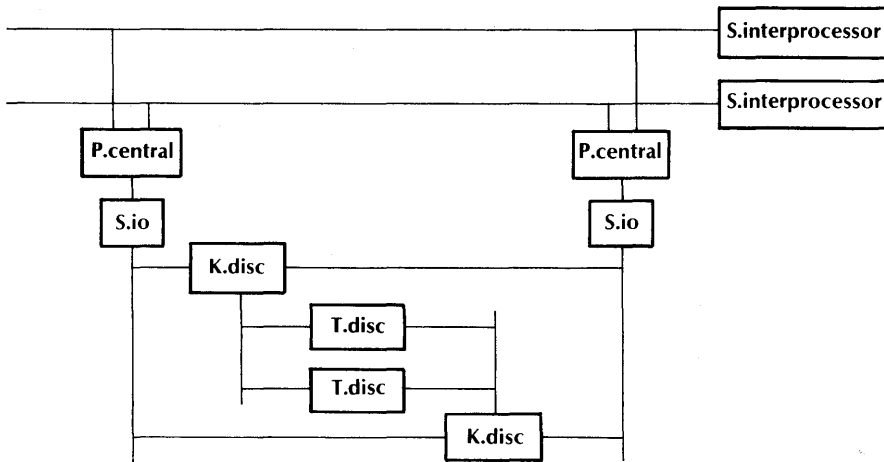 S.interprocessor
S.interprocessor
P.central
P.central
S.io
S.io
K.disc
T.disc
T.disc
K.disc